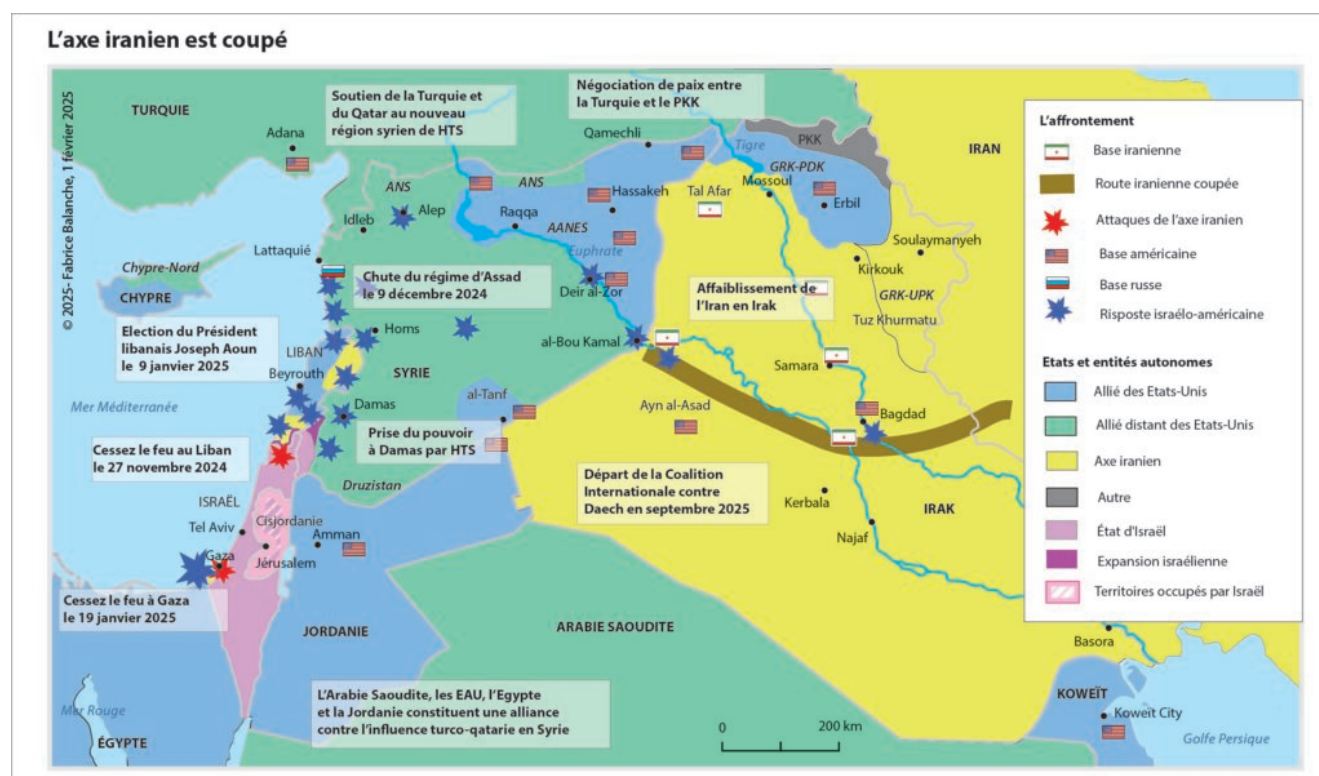 L'axe iranien est coupé
© 2025- Fabrice Balanche, 1 février 2025
TURQUIE
Adana
Soutien de la Turquie et
du Qatar au nouveau
région syrien de HTS
Négociation de paix entre
la Turquie et le PKK
Qamechli
Tigre
PKK
IRAN
GRK-PDK
ANS
ANS
Hassakeh
Tal Afar
Mossoul
Erbil
Idleb
Alep
Raqqa
AANES
Soulaymanyeh
Lattaquié
Euphrate
Kirkouk
Chypre-Nord
CHYPRE
Chute du régime d'Assad
le 9 décembre 2024
Deir al-Zor
Affaiblissement de
l'Iran en Irak
GRK-UPK
Tuz Khurmatu
Election du Président
libanais Joseph Aoun
le 9 janvier 2025
Homs
al-Bou Kamal
LIBAN
Beyrouth
SYRIE
Samara
Mer Méditerranée
Damas
al-Tanf
Ayn al-Asad
Bagdad
Cessez le feu au Liban
le 27 novembre 2024
Prise du pouvoir
à Damas par HTS
Druzistan
Départ de la Coalition
Internationale contre
Daech en septembre 2025
Kerbala
IRAK
ISRAËL
Tel Aviv
Cisjordanie
Amman
Najaf
Gaza
Jérusalem
Cessez le feu à Gaza
le 19 janvier 2025
JORDANIE
ARABIE SAOUDITE
Basora
L'Arabie Saoudite, les EAU, l'Egypte
et la Jordanie constituent une alliance
contre l'influence turco-qatarie en Syrie
KOWEÏT
Koweït City
Mer Rouge
ÉGYPTE
0 200 km
Golfe Persique
L'affrontement
Base iranienne
Route iranienne coupée
Attaques de l'axe iranien
Base américaine
Base russe
Risposte israélo-américaine
Etats et entités autonomes
Allié des Etats-Unis
Allié distant des Etats-Unis
Axe iranien
Autre
État d'Israël
Expansion israélienne
Territoires occupés par Israël